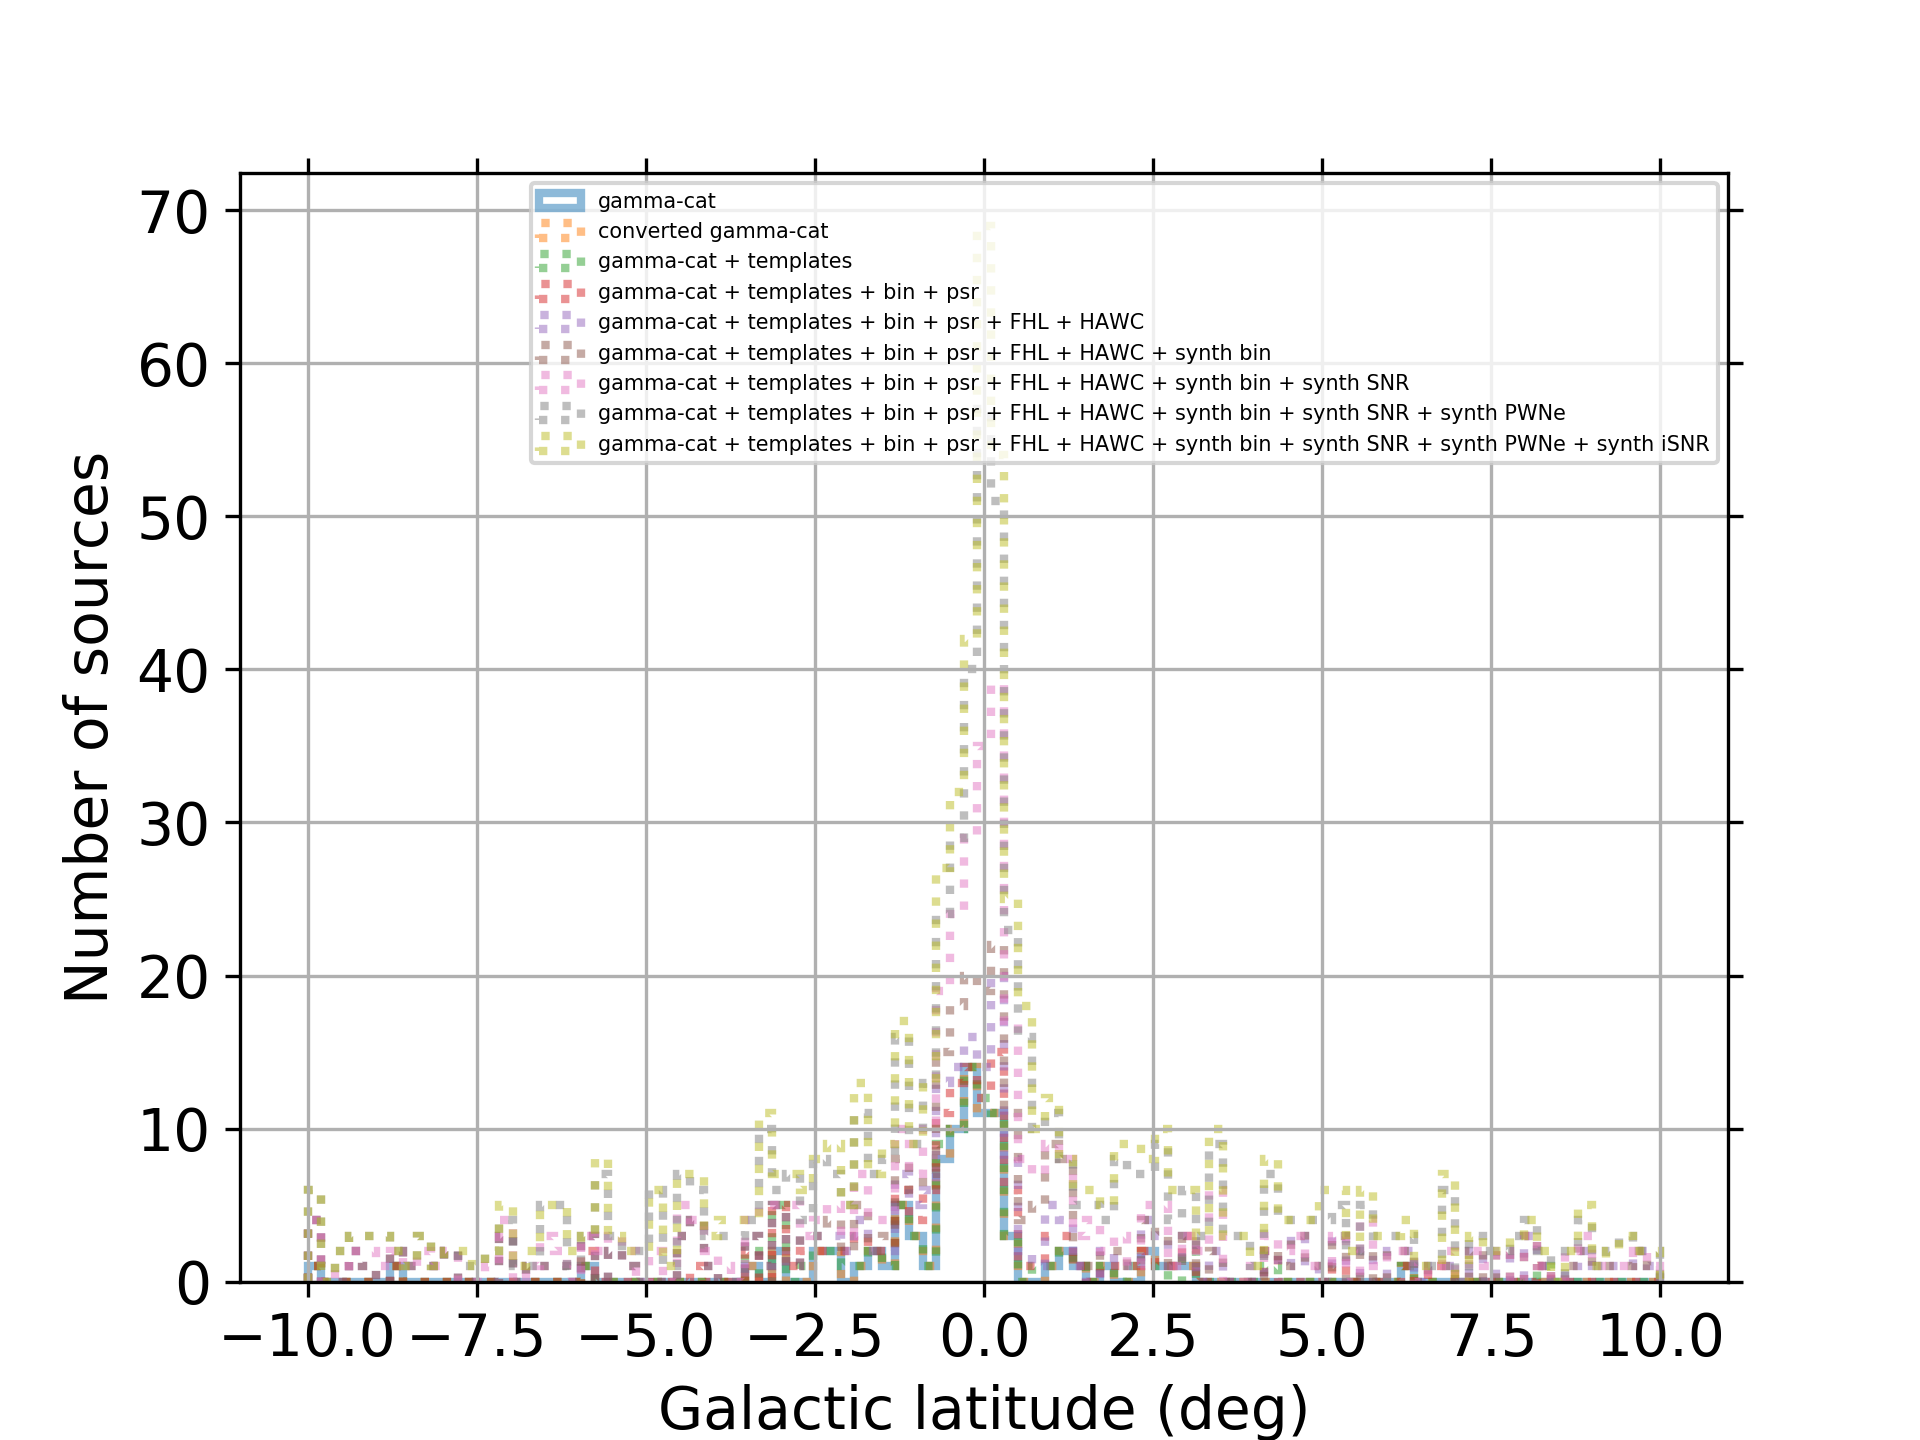 gamma-cat
converted gamma-cat
gamma-cat + templates
gamma-cat + templates + bin + psr
gamma-cat + templates + bin + psr + FHL + HAWC
gamma-cat + templates + bin + psr + FHL + HAWC + synth bin
gamma-cat + templates + bin + psr + FHL + HAWC + synth bin + synth SNR
gamma-cat + templates + bin + psr + FHL + HAWC + synth bin + synth SNR + synth PWNe
gamma-cat + templates + bin + psr + FHL + HAWC + synth bin + synth SNR + synth PWNe + synth iSNR
70
60
50
40
30
20
10
0
Number of sources
−10.0 −7.5 −5.0 −2.5 0.0 2.5 5.0 7.5 10.0
Galactic latitude (deg)